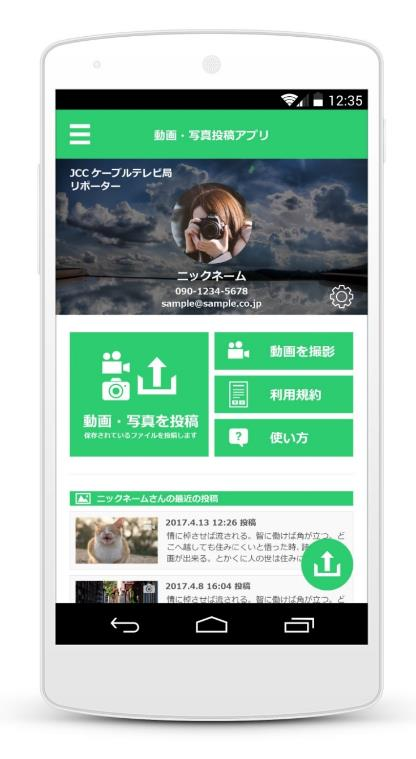 12:35
動画・写真投稿アプリ
JCC ケーブルテレビ局
リポーター
ニックネーム
090-1234-5678
sample@sample.co.jp
動画・写真を投稿
保存されているファイルを投稿します
動画を撮影
利用規約
使い方
ニックネームさんの最近の投稿
2017.4.13 12:26 投稿
情に棹させば流される。智に働けば角が立つ。ど
こへ越しても住みにくいと悟った時、
画が出来る。とかくに人の世は住みに
2017.4.8 16:04 投稿
情に棹させば流される。智に働けば角が立つ。ど